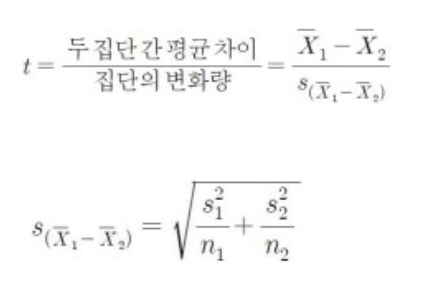 t = 두 집단 간 평균 차이 / 집단의 변화량 = X̅₁ − X̅₂ / s(X̅₁ − X̅₂)
s(X̅₁ − X̅₂) = √(s₁²/n₁ + s₂²/n₂)